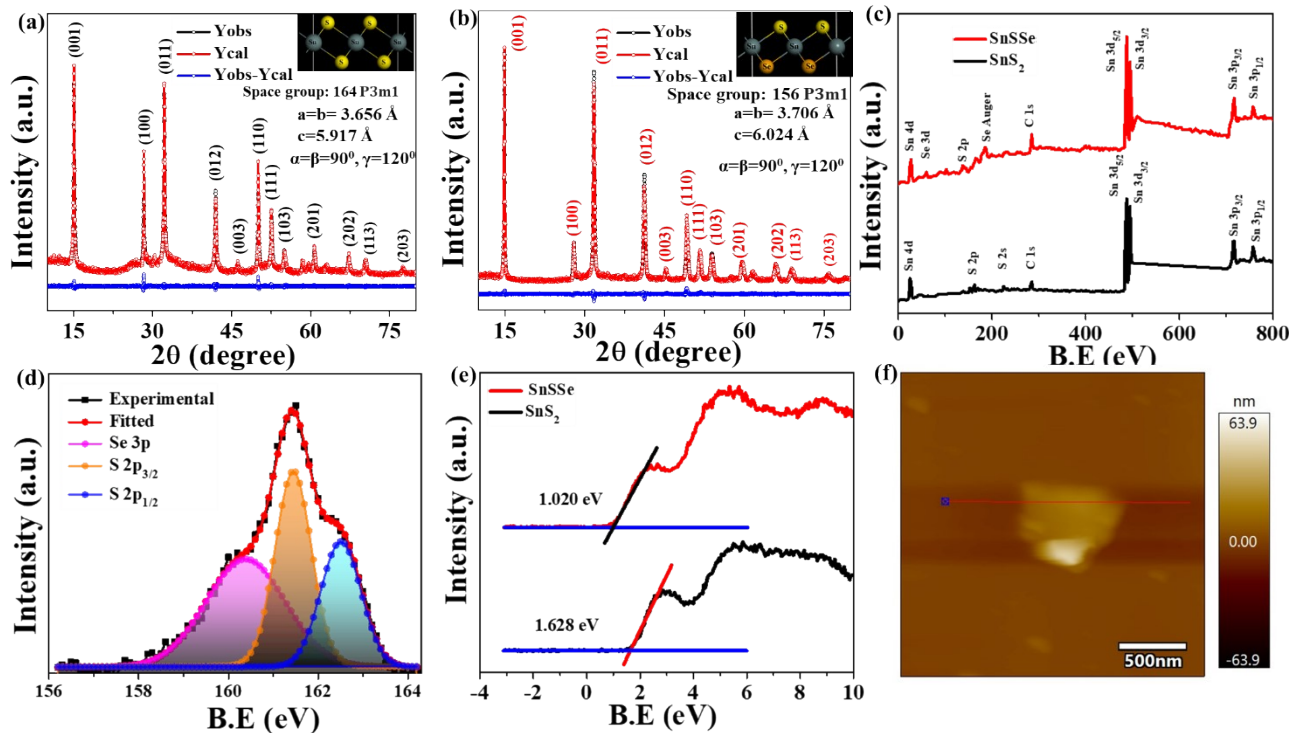 (a)
(001)
(100)
(011)
(012)
(003)
(110)
(111)
(103)
(201)
(202)
(113)
(203)
Yobs
Ycal
Yobs-Ycal
S
S
Sn
Sn
Sn
S
S
Space group: 164 P3m1
a=b= 3.656 Å
c=5.917 Å
α=β=90⁰, γ=120⁰
Intensity (a.u.)
15 30 45 60 75
2θ (degree)
(b)
(001)
(100)
(011)
(012)
(003)
(110)
(111)
(103)
(201)
(202)
(113)
(203)
Yobs
Ycal
Yobs-Ycal
S
S
Sn
Sn
Se
Se
Space group: 156 P3m1
a=b= 3.706 Å
c=6.024 Å
α=β=90⁰, γ=120⁰
Intensity (a.u.)
15 30 45 60 75
2θ (degree)
(c)
SnSSe
SnS₂
Sn 4d
Se 3d
S 2p
Se Auger
C 1s
Sn 3d5/2
Sn 3d3/2
Sn 3p3/2
Sn 3p1/2
Sn 4d
S 2p
S 2s
C 1s
Sn 3d5/2
Sn 3d3/2
Sn 3p3/2
Sn 3p1/2
Intensity (a.u.)
0 200 400 600 800
B.E (eV)
(d)
Experimental
Fitted
Se 3p
S 2p3/2
S 2p1/2
Intensity (a.u.)
156 158 160 162 164
B.E (eV)
(e)
SnSSe
SnS₂
1.020 eV
1.628 eV
Intensity (a.u.)
-4 -2 0 2 4 6 8 10
B.E (eV)
(f)
nm
63.9
0.00
-63.9
500nm